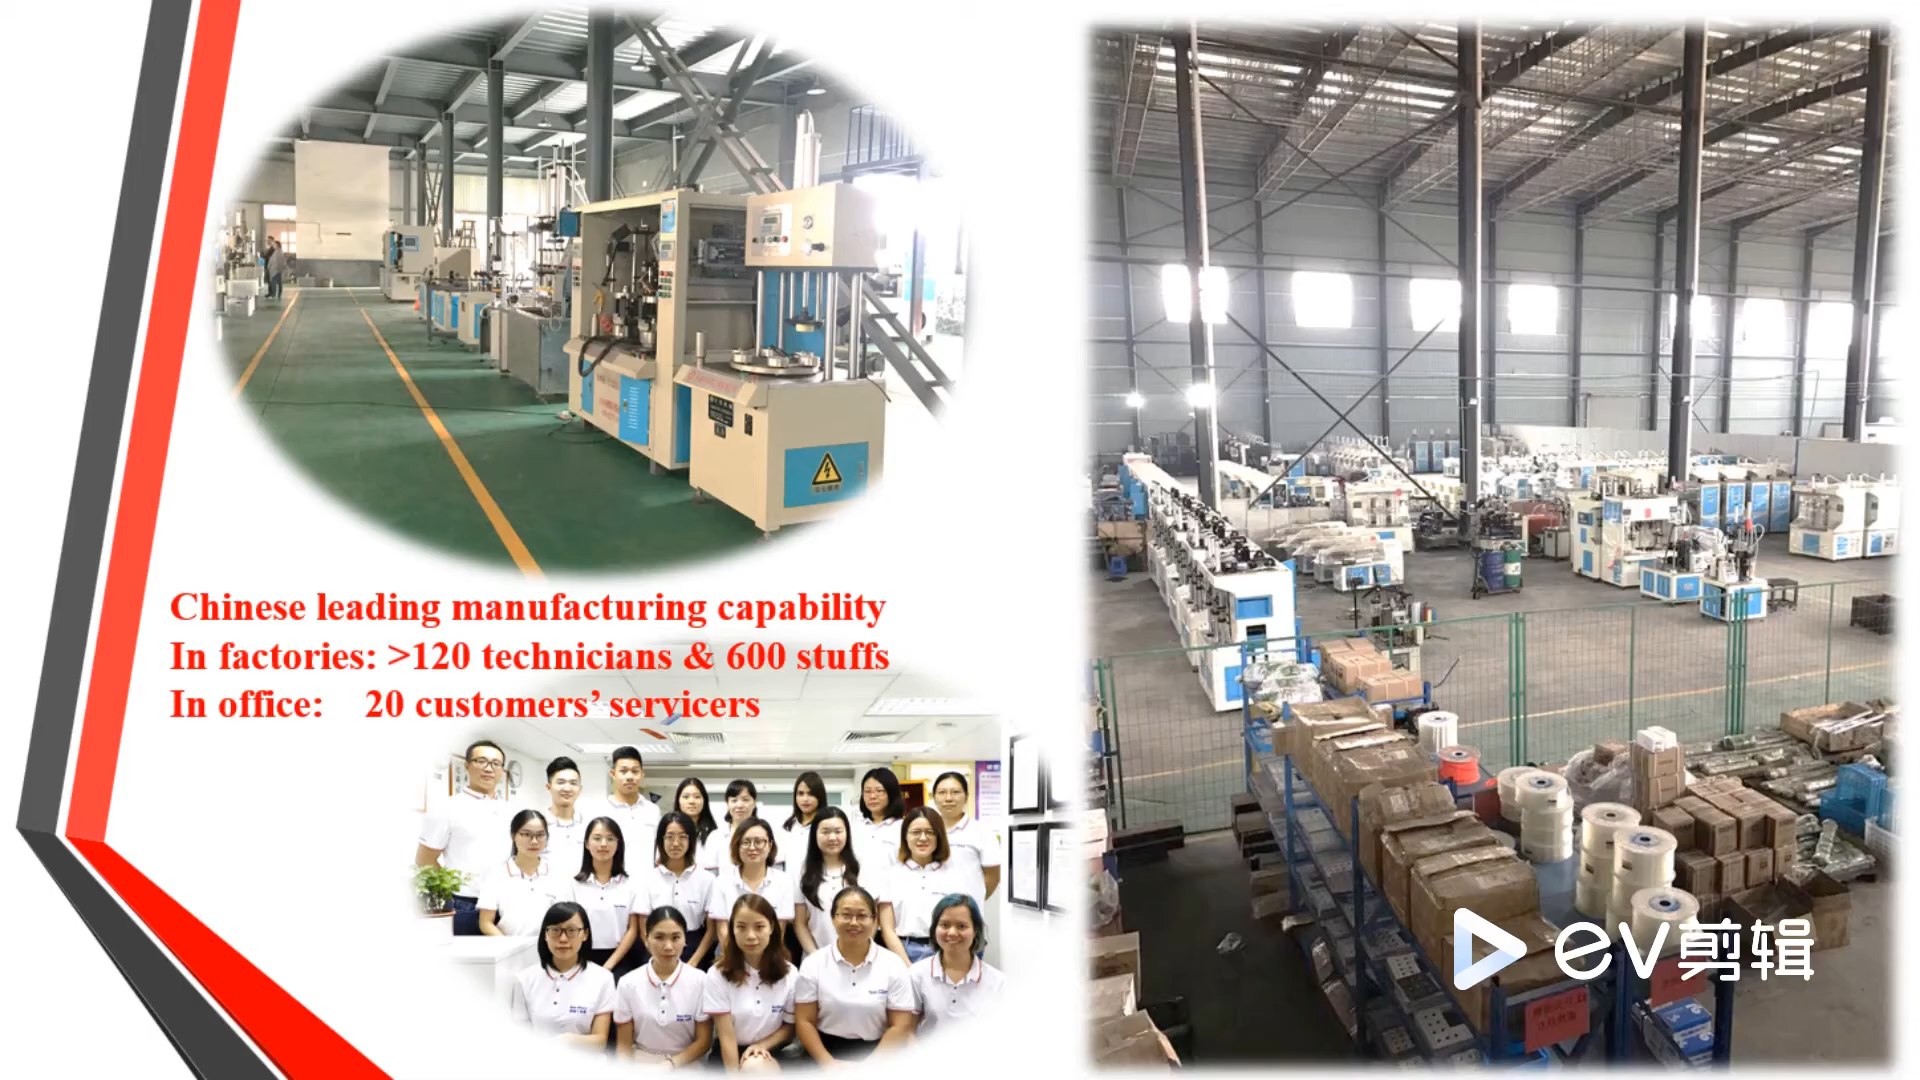 Chinese leading manufacturing capability
In factories: >120 technicians & 600 stuffs
In office: 20 customers’ servicers
ev剪辑